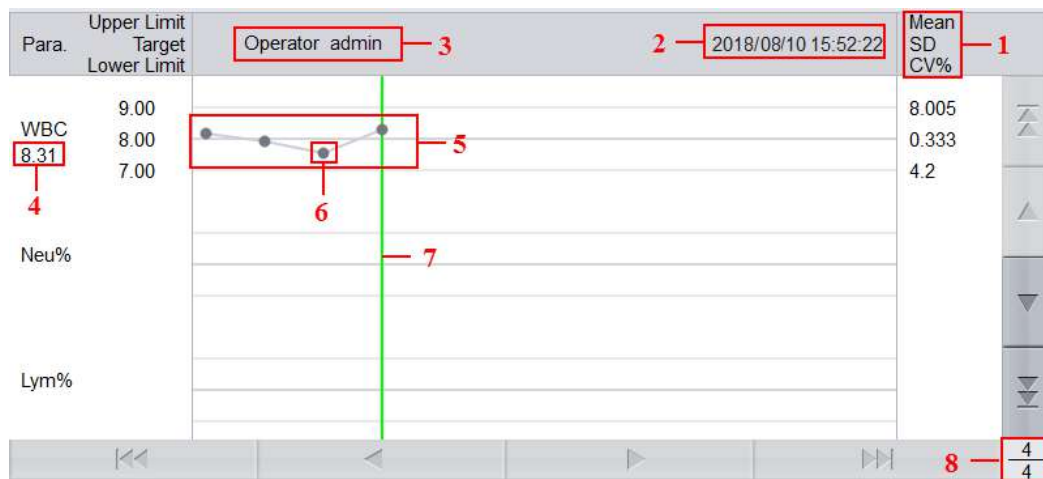 Para.
Upper Limit
Target
Lower Limit
Operator admin
3
2
2018/08/10 15:52:22
Mean
SD
CV%
1
WBC
8.31
4
9.00
8.00
7.00
5
6
8.005
0.333
4.2
Neu%
7
Lym%
8
4
4